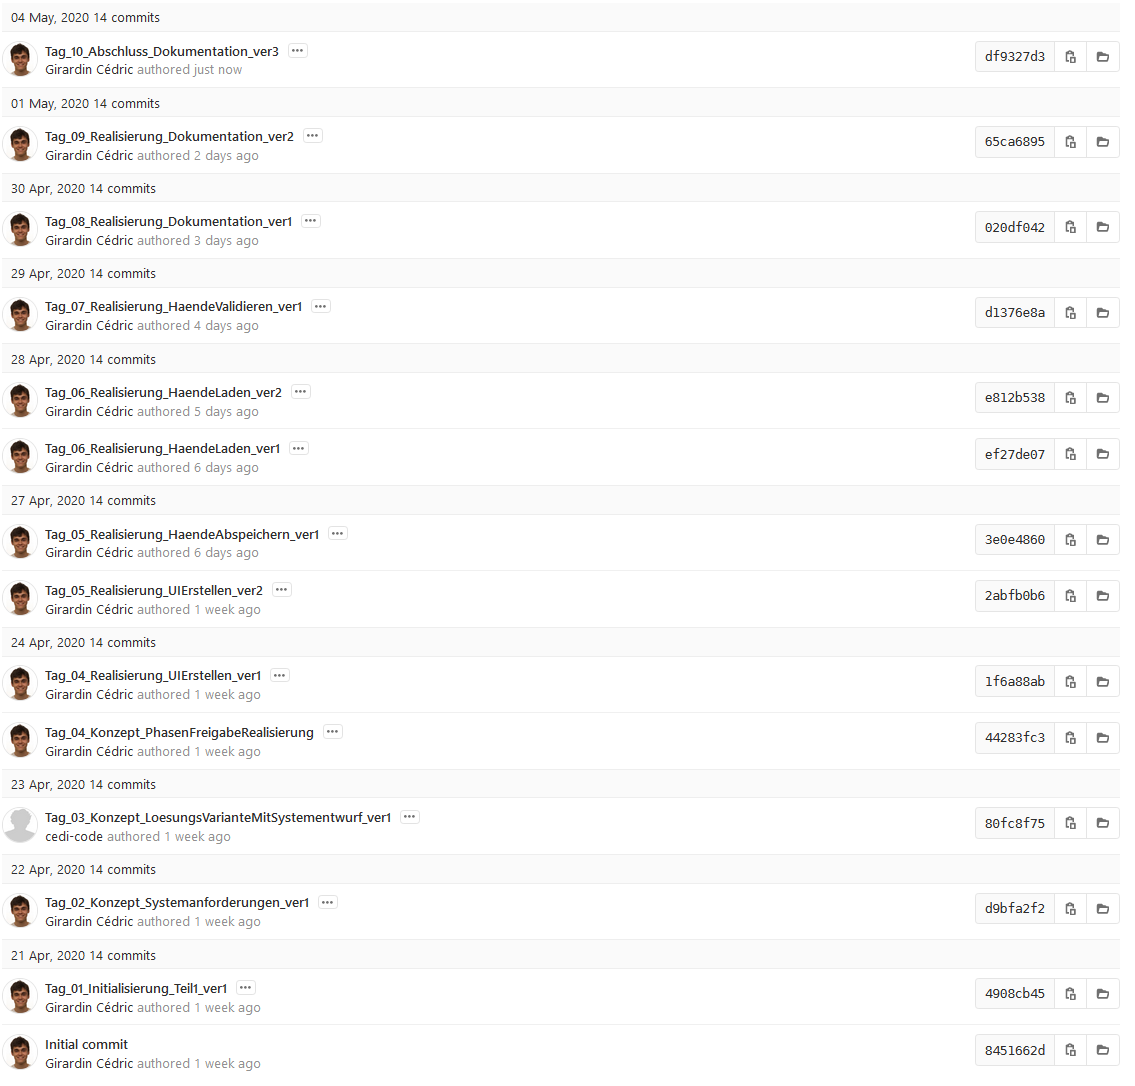 04 May, 2020 14 commits
Tag_10_Abschluss_Dokumentation_ver3
Girardin Cédric authored just now
df9327d3
01 May, 2020 14 commits
Tag_09_Realisierung_Dokumentation_ver2
Girardin Cédric authored 2 days ago
65ca6895
30 Apr, 2020 14 commits
Tag_08_Realisierung_Dokumentation_ver1
Girardin Cédric authored 3 days ago
020df042
29 Apr, 2020 14 commits
Tag_07_Realisierung_HaendeValidieren_ver1
Girardin Cédric authored 4 days ago
d1376e8a
28 Apr, 2020 14 commits
Tag_06_Realisierung_HaendeLaden_ver2
Girardin Cédric authored 5 days ago
e812b538
Tag_06_Realisierung_HaendeLaden_ver1
Girardin Cédric authored 6 days ago
ef27de07
27 Apr, 2020 14 commits
Tag_05_Realisierung_HaendeAbspeichern_ver1
Girardin Cédric authored 6 days ago
3e0e4860
Tag_05_Realisierung_UIErstellen_ver2
Girardin Cédric authored 1 week ago
2abfb0b6
24 Apr, 2020 14 commits
Tag_04_Realisierung_UIErstellen_ver1
Girardin Cédric authored 1 week ago
1f6a88ab
Tag_04_Konzept_PhasenFreigabeRealisierung
Girardin Cédric authored 1 week ago
44283fc3
23 Apr, 2020 14 commits
Tag_03_Konzept_LoesungsVarianteMitSystementwurf_ver1
cedi-code authored 1 week ago
80fc8f75
22 Apr, 2020 14 commits
Tag_02_Konzept_Systemanforderungen_ver1
Girardin Cédric authored 1 week ago
d9bfa2f2
21 Apr, 2020 14 commits
Tag_01_Initialisierung_Teil1_ver1
Girardin Cédric authored 1 week ago
4908cb45
Initial commit
Girardin Cédric authored 1 week ago
8451662d